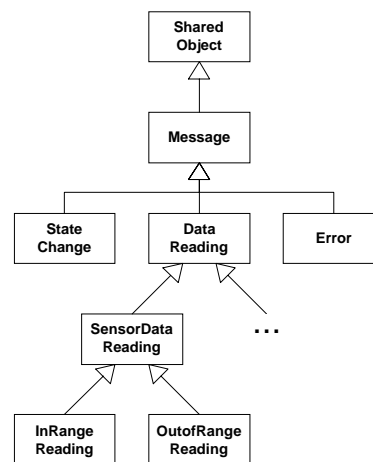 Shared
Object
Message
State
Change
Data
Reading
Error
SensorData
Reading
...
InRange
Reading
OutofRange
Reading